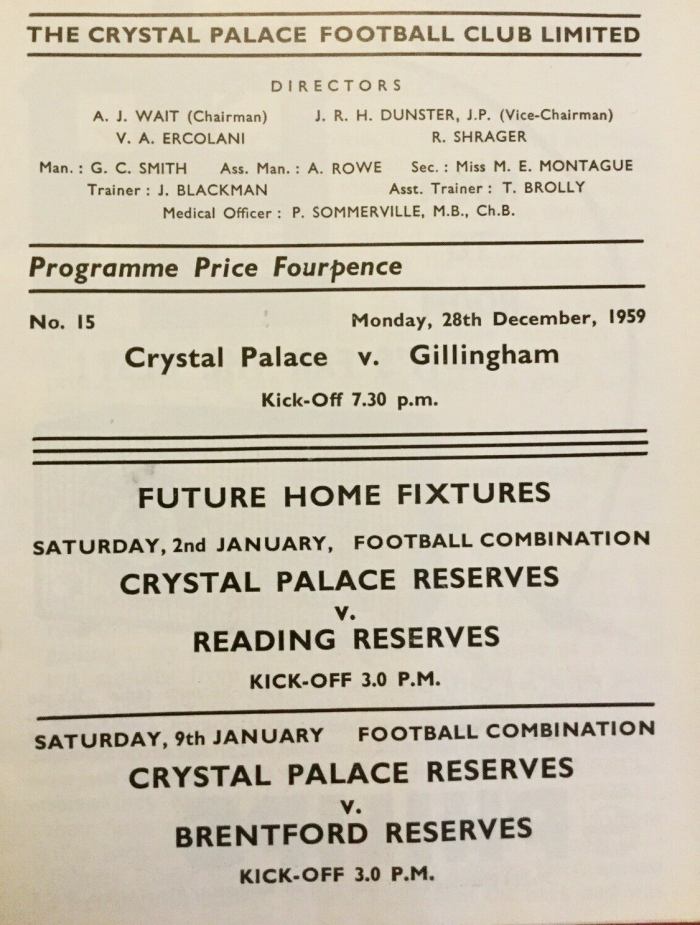 THE CRYSTAL PALACE FOOTBALL CLUB LIMITED
DIRECTORS
A. J. WAIT (Chairman) J. R. H. DUNSTER, J.P. (Vice-Chairman)
V. A. ERCOLANI R. SHRAGER
Man. : G. C. SMITH Ass. Man. : A. ROWE Sec. : Miss M. E. MONTAGUE
Trainer : J. BLACKMAN Asst. Trainer : T. BROLLY
Medical Officer : P. SOMMERVILLE, M.B., Ch.B.
Programme Price Fourpence
No. 15 Monday, 28th December, 1959
Crystal Palace v. Gillingham
Kick-Off 7.30 p.m.
FUTURE HOME FIXTURES
SATURDAY, 2nd JANUARY, FOOTBALL COMBINATION
CRYSTAL PALACE RESERVES
v.
READING RESERVES
KICK-OFF 3.0 P.M.
SATURDAY, 9th JANUARY FOOTBALL COMBINATION
CRYSTAL PALACE RESERVES
v.
BRENTFORD RESERVES
KICK-OFF 3.0 P.M.